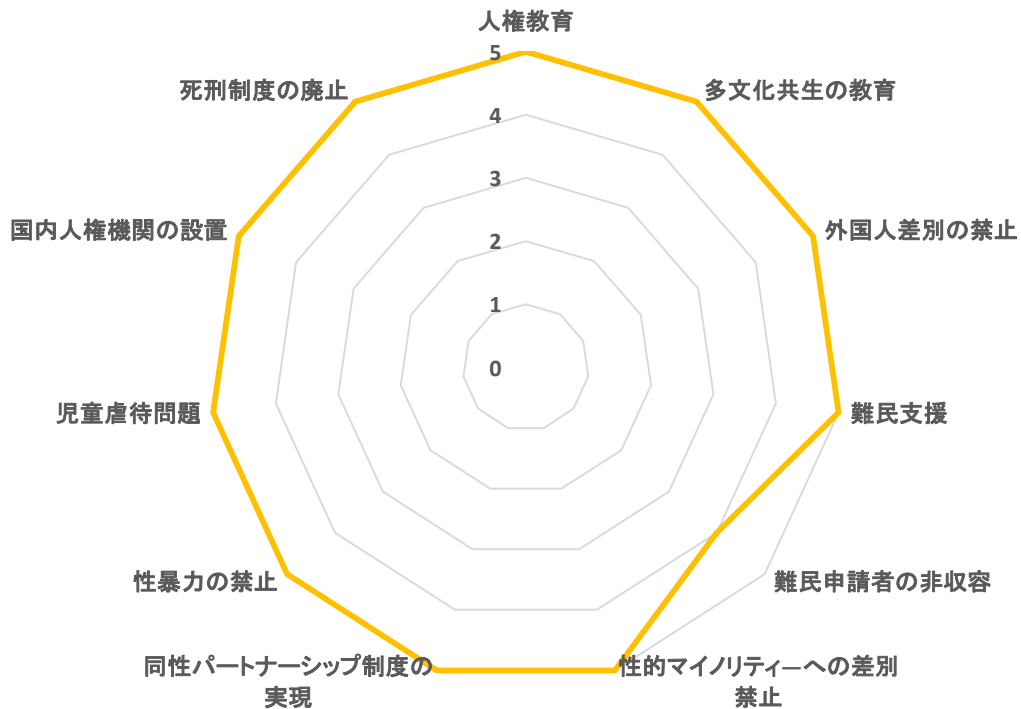 人権教育
5
死刑制度の廃止
多文化共生の教育
4
3
国内人権機関の設置
外国人差別の禁止
2
1
0
児童虐待問題
難民支援
性暴力の禁止
難民申請者の非収容
同性パートナーシップ制度の
実現
性的マイノリティーへの差別
禁止